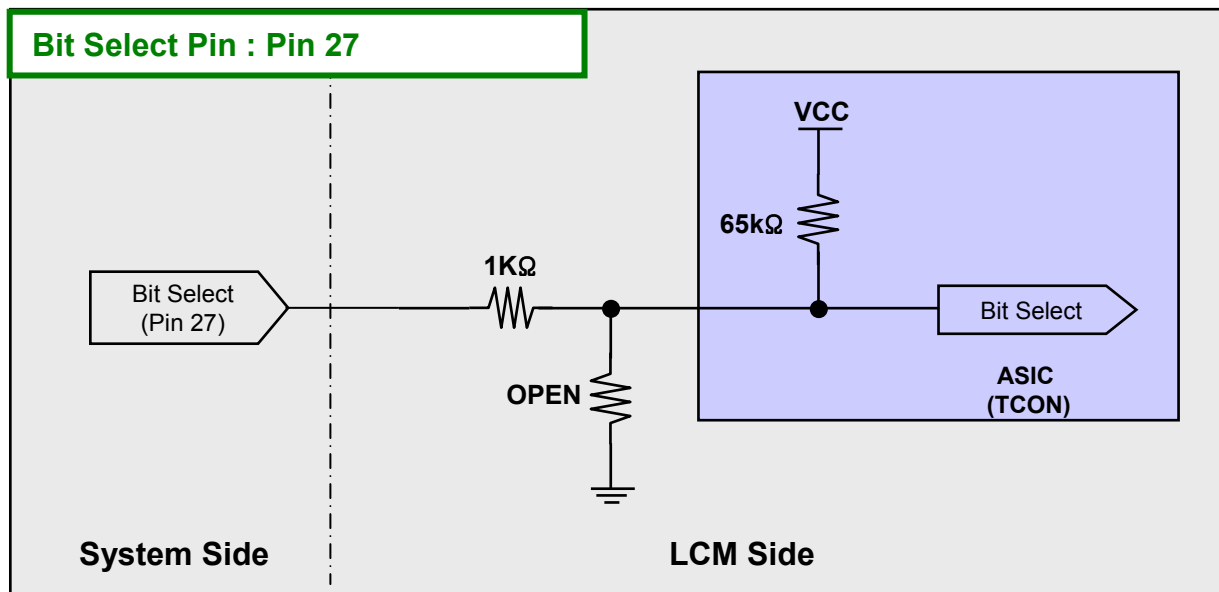 Bit Select Pin : Pin 27
VCC
65kΩ
1KΩ
Bit Select
(Pin 27)
Bit Select
OPEN
ASIC
(TCON)
System Side
LCM Side